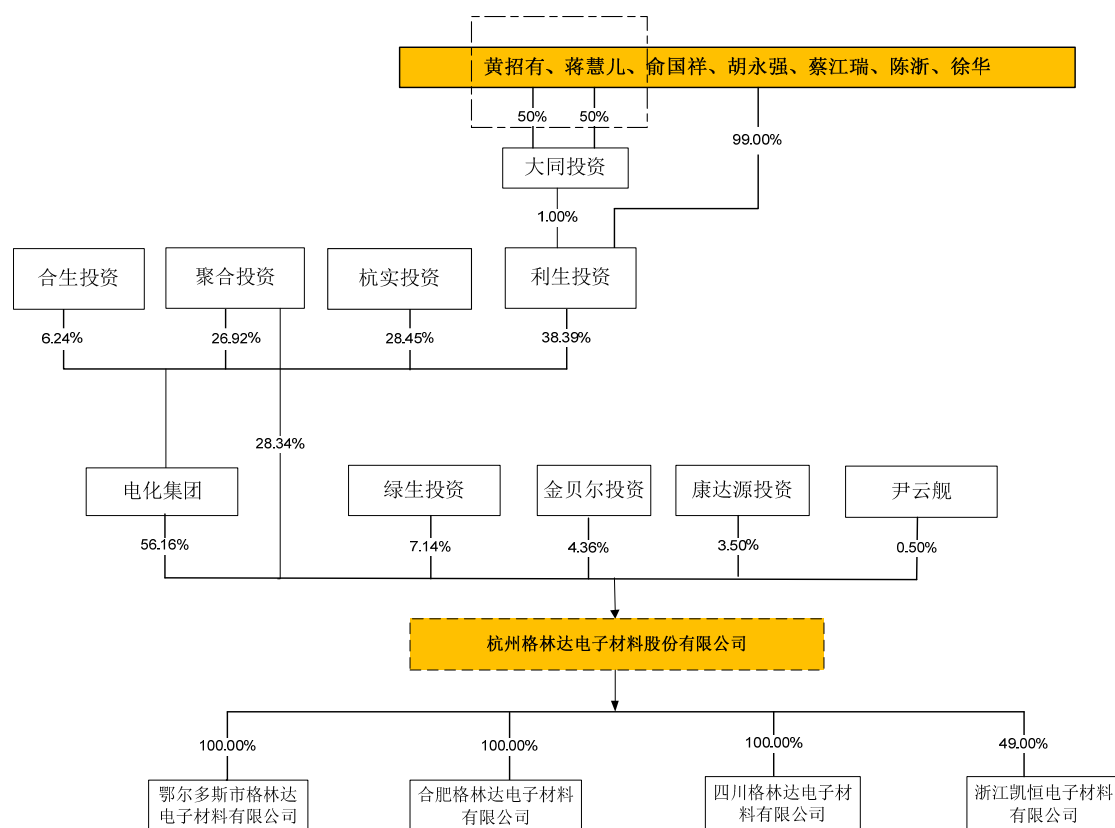 黄招有、蒋慧儿、俞国祥、胡永强、蔡江瑞、陈浙、徐华
50%
50%
99.00%
大同投资
1.00%
合生投资
聚合投资
杭实投资
利生投资
6.24%
26.92%
28.45%
38.39%
28.34%
电化集团
绿生投资
金贝尔投资
康达源投资
尹云舰
56.16%
7.14%
4.36%
3.50%
0.50%
杭州格林达电子材料股份有限公司
100.00%
100.00%
100.00%
49.00%
鄂尔多斯市格林达
电子材料有限公司
合肥格林达电子材料
有限公司
四川格林达电子材
料有限公司
浙江凯恒电子材料
有限公司